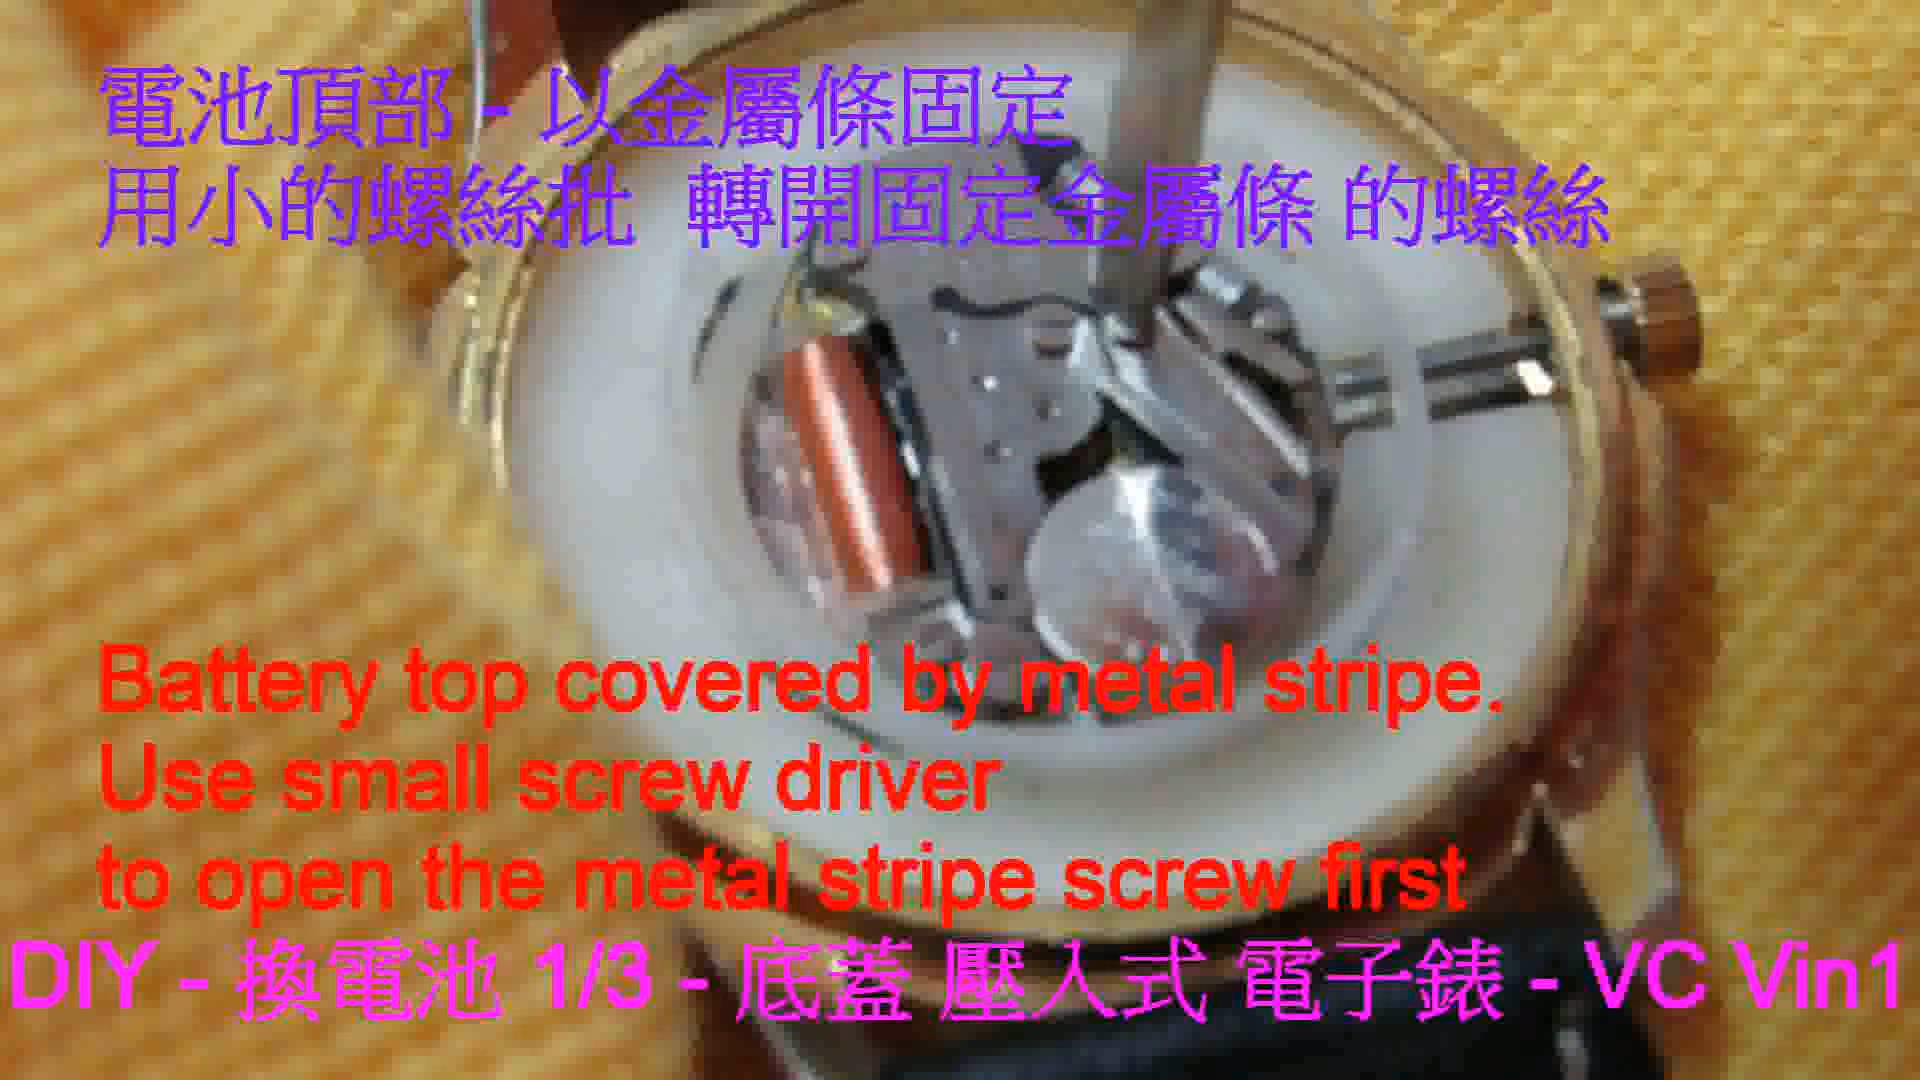 電池頂部 - 以金屬條固定
用小的螺絲批 轉開固定金屬條 的螺絲
Battery top covered by metal stripe.
Use small screw driver
to open the metal stripe screw first
DIY - 換電池 1/3 - 底蓋 壓入式 電子錶 - VC Vin1